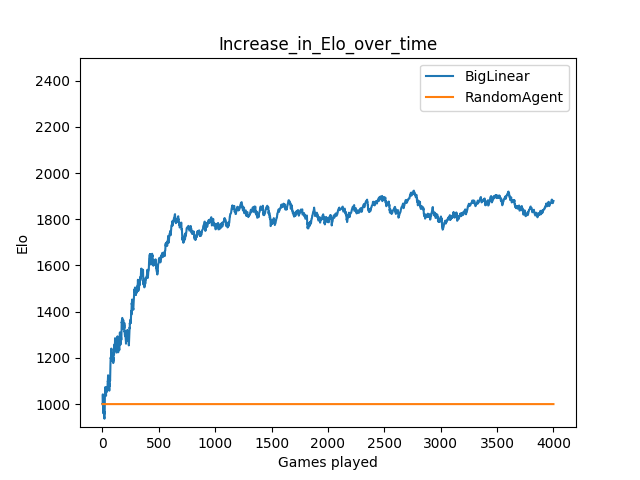 Increase_in_Elo_over_time
BigLinear
RandomAgent
2400
2200
2000
1800
1600
1400
1200
1000
Elo
0 500 1000 1500 2000 2500 3000 3500 4000
Games played